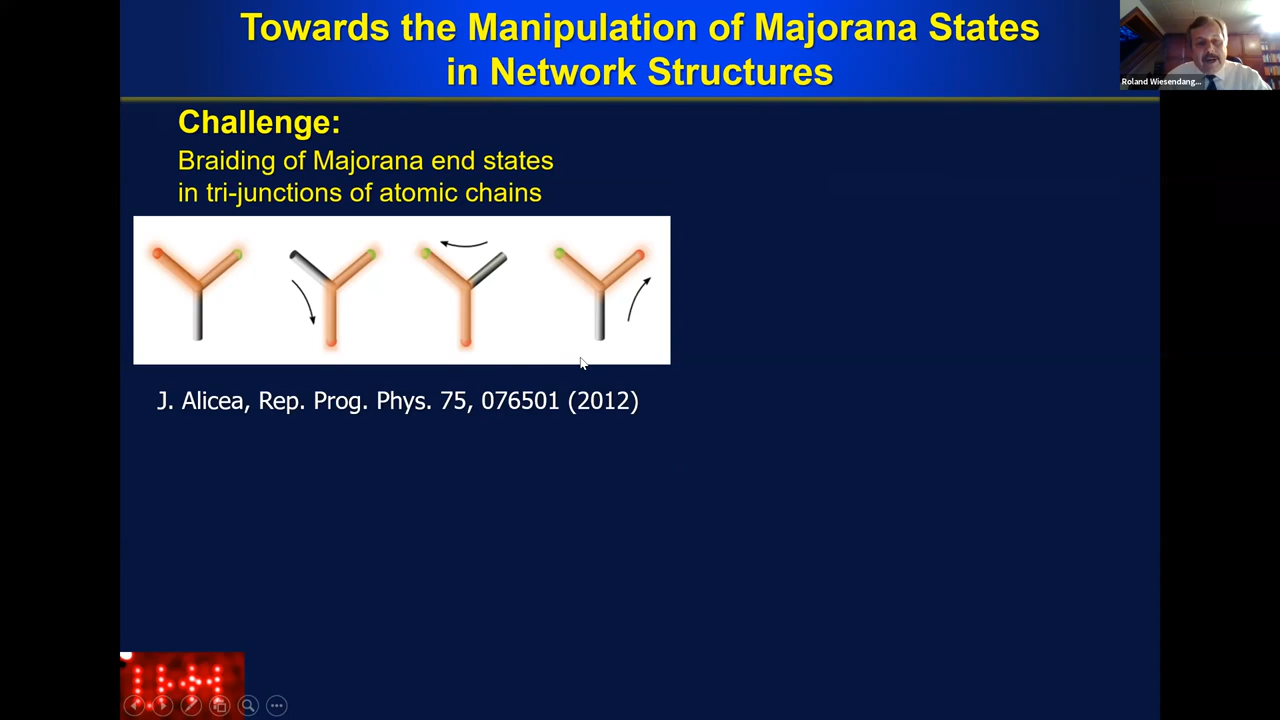 Towards the Manipulation of Majorana States
in Network Structures
Roland Wiesendang...
Challenge:
Braiding of Majorana end states
in tri-junctions of atomic chains
J. Alicea, Rep. Prog. Phys. 75, 076501 (2012)